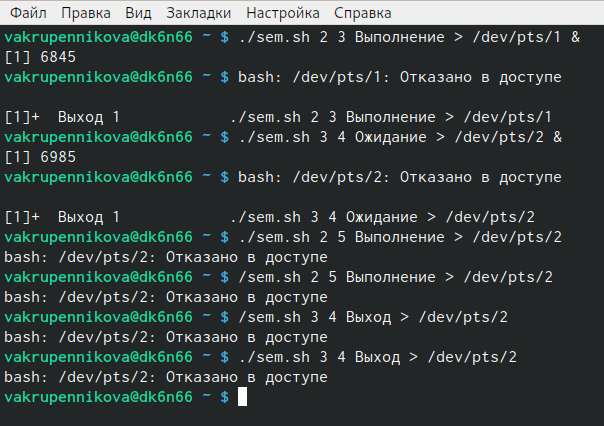 Файл Правка Вид Закладки Настройка Справка
vakrupennikova@dk6n66 ~ $ ./sem.sh 2 3 Выполнение > /dev/pts/1 &
[1] 6845
vakrupennikova@dk6n66 ~ $ bash: /dev/pts/1: Отказано в доступе
[1]+  Выход 1           ./sem.sh 2 3 Выполнение > /dev/pts/1
vakrupennikova@dk6n66 ~ $ ./sem.sh 3 4 Ожидание > /dev/pts/2 &
[1] 6985
vakrupennikova@dk6n66 ~ $ bash: /dev/pts/2: Отказано в доступе
[1]+  Выход 1           ./sem.sh 3 4 Ожидание > /dev/pts/2
vakrupennikova@dk6n66 ~ $ ./sem.sh 2 5 Выполнение > /dev/pts/2
bash: /dev/pts/2: Отказано в доступе
vakrupennikova@dk6n66 ~ $ /sem.sh 2 5 Выполнение > /dev/pts/2
bash: /dev/pts/2: Отказано в доступе
vakrupennikova@dk6n66 ~ $ /sem.sh 3 4 Выход > /dev/pts/2
bash: /dev/pts/2: Отказано в доступе
vakrupennikova@dk6n66 ~ $ ./sem.sh 3 4 Выход > /dev/pts/2
bash: /dev/pts/2: Отказано в доступе
vakrupennikova@dk6n66 ~ $